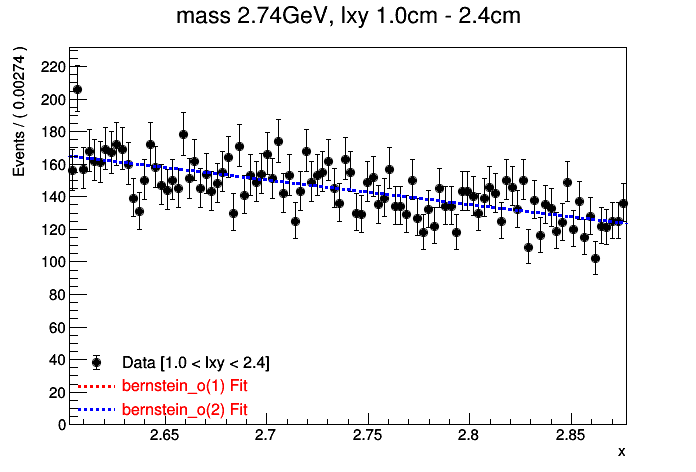 mass 2.74GeV, lxy 1.0cm - 2.4cm
Events / ( 0.00274 )
220
200
180
160
140
120
100
80
60
40
20
0
Data [1.0 < lxy < 2.4]
bernstein_o(1) Fit
bernstein_o(2) Fit
2.65 2.7 2.75 2.8 2.85
x